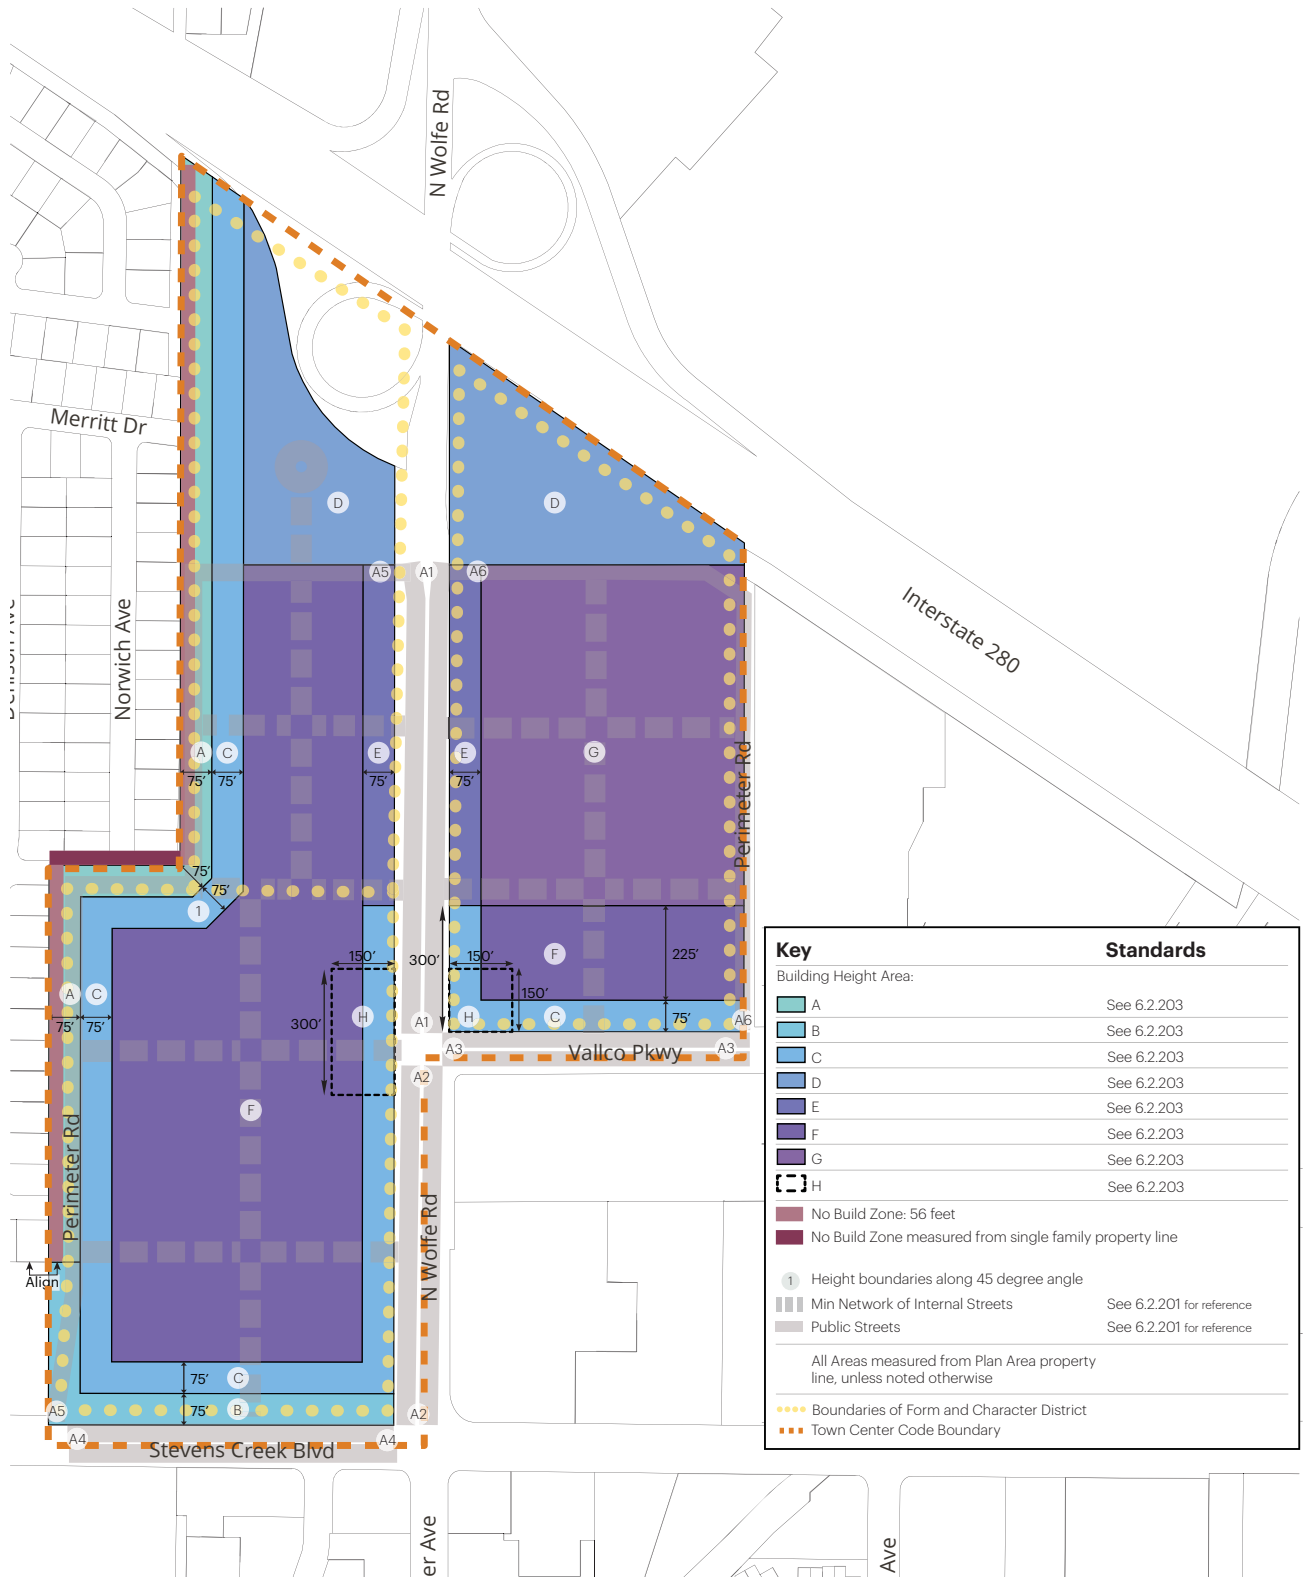 N Wolfe Rd
Merritt Dr
D
D
A5
A1
A6
Interstate 280
Norwich Ave
A
C
E
E
G
75’
75’
75’
75’
Perimeter Rd
75’
75’
1
F
225’
150’
300’
150’
A
C
150’
75’
75’
300’
H
A1
H
C
75’
A6
A3
Vallco Pkwy
A3
A2
F
Perimeter Rd
N Wolfe Rd
Align
75’
C
A5
75’
B
A2
A4
A4
Stevens Creek Blvd
er Ave
Ave
Key Standards
Building Height Area:
A See 6.2.203
B See 6.2.203
C See 6.2.203
D See 6.2.203
E See 6.2.203
F See 6.2.203
G See 6.2.203
H See 6.2.203
No Build Zone: 56 feet
No Build Zone measured from single family property line
1 Height boundaries along 45 degree angle
Min Network of Internal Streets See 6.2.201 for reference
Public Streets See 6.2.201 for reference
All Areas measured from Plan Area property
line, unless noted otherwise
Boundaries of Form and Character District
Town Center Code Boundary